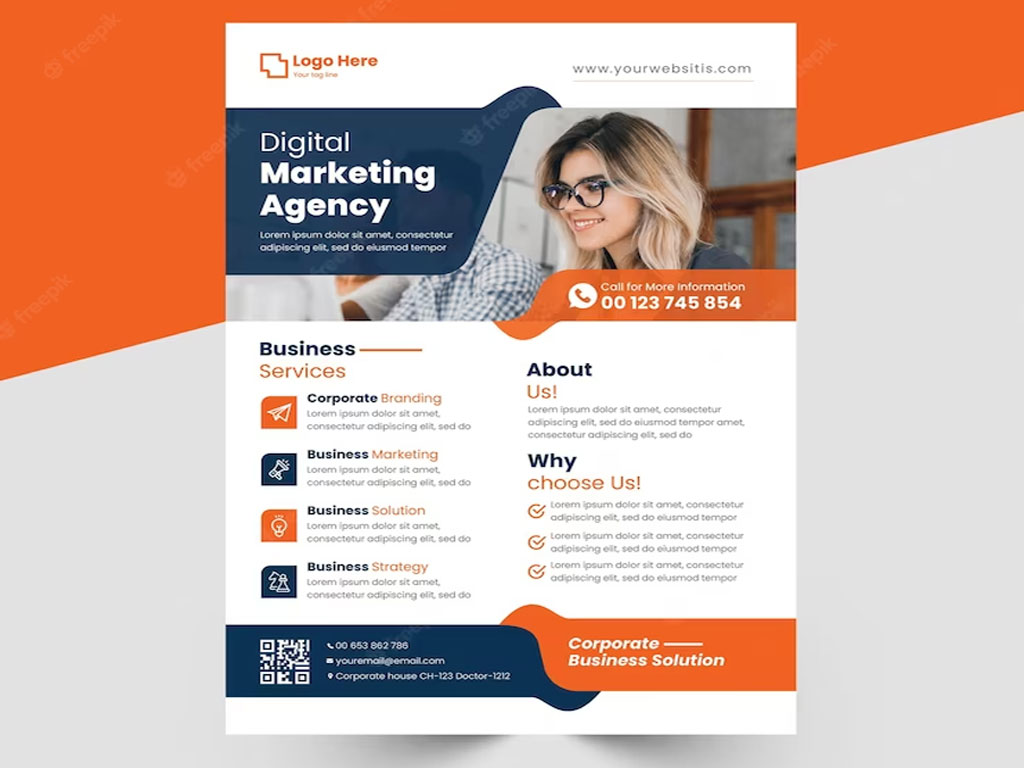 Logo Here
Your tag line
www.yourwebsitis.com
Digital
Marketing
Agency
Lorem ipsum dolor sit amet, consectetur
adipiscing elit, sed do eiusmod tempor
Call for More Information
00 123 745 854
Business
Services
Corporate Branding
Lorem ipsum dolor sit amet,
consectetur adipiscing elit, sed do
Business Marketing
Lorem ipsum dolor sit amet,
consectetur adipiscing elit, sed do
Business Solution
Lorem ipsum dolor sit amet,
consectetur adipiscing elit, sed do
Business Strategy
Lorem ipsum dolor sit amet,
consectetur adipiscing elit, sed do
About
Us!
Lorem ipsum dolor sit amet, consectetur
adipiscing elit, sed do eiusmod tempor amet,
consectetur adipiscing elit, sed do
Why
choose Us!
Lorem ipsum dolor sit amet, consectetur
adipiscing elit, sed do eiusmod tempor
Lorem ipsum dolor sit amet, consectetur
adipiscing elit, sed do eiusmod tempor
Lorem ipsum dolor sit amet, consectetur
adipiscing elit, sed do eiusmod tempor
00 653 862 786
youremail@email.com
Corporate house CH-123 Doctor-1212
Corporate
Business Solution
freepik
freepik
freepik
freepik